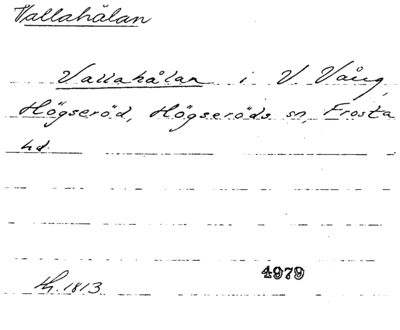 Vallahålan
Vallahålan i V Vång,
Högseröd, Högseröds sn, Frosta
hd.
4979
h. 1813